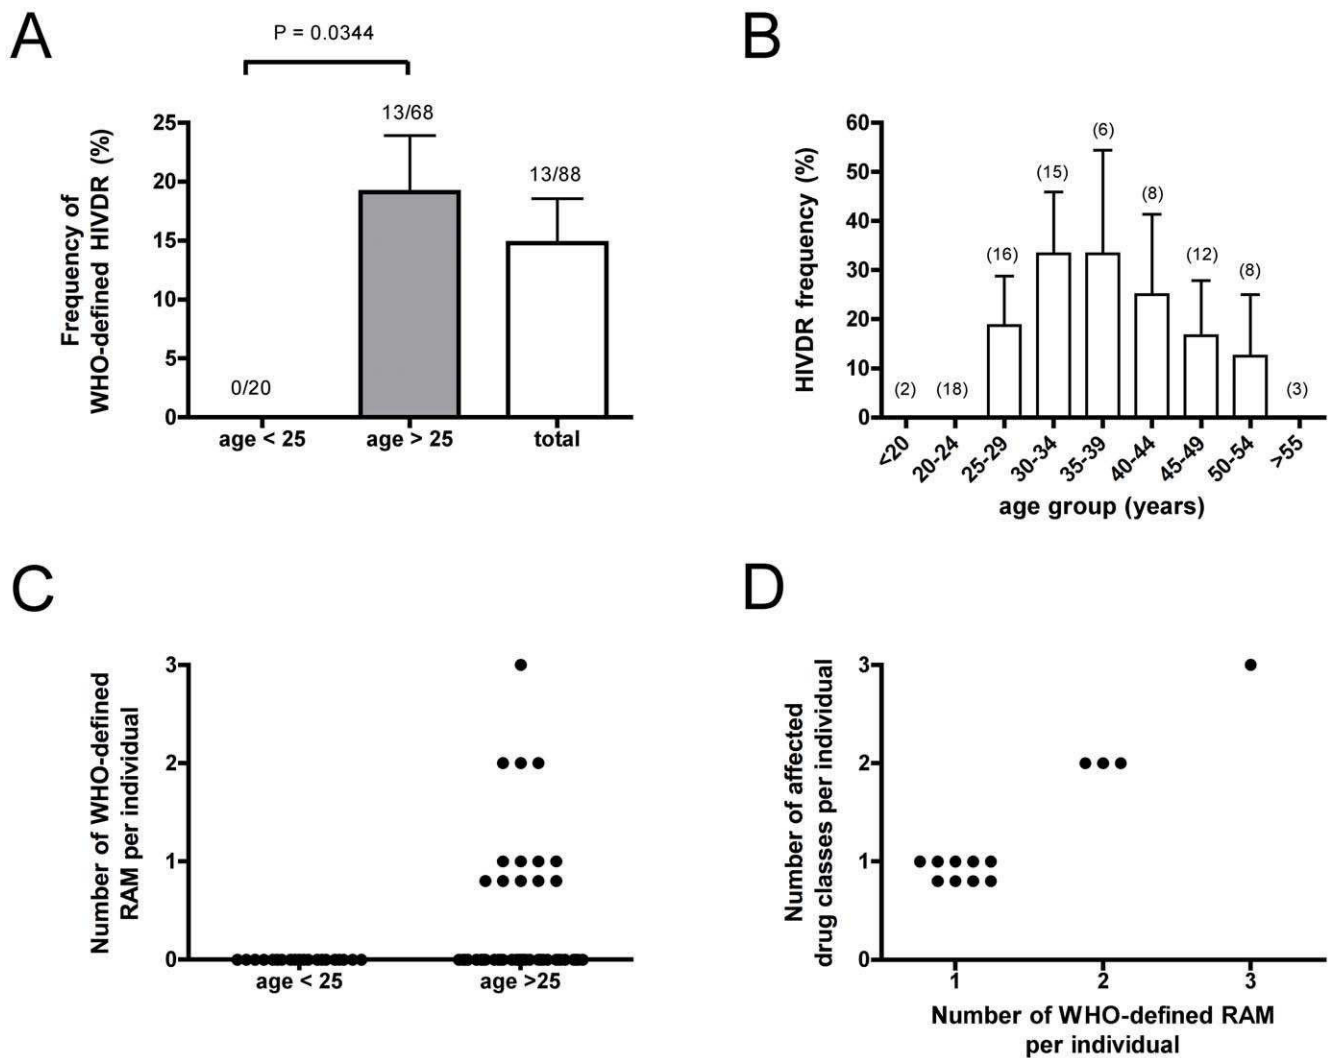 A
P = 0.0344
Frequency of
WHO-defined HIVDR (%)
25
20
15
10
5
0
0/20
13/68
13/88
age < 25
age > 25
total
B
HIVDR frequency (%)
60
50
40
30
20
10
0
(2)
(18)
(16)
(15)
(6)
(8)
(12)
(8)
(3)
<20
20-24
25-29
30-34
35-39
40-44
45-49
50-54
>55
age group (years)
C
Number of WHO-defined
RAM per individual
3
2
1
0
age < 25
age >25
D
Number of affected
drug classes per individual
3
2
1
0
1
2
3
Number of WHO-defined RAM
per individual